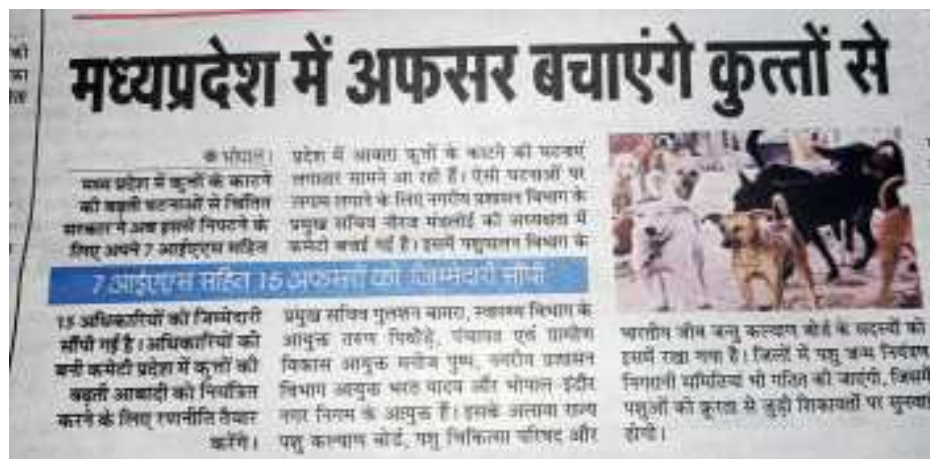 मध्यप्रदेश में अफसर बचाएंगे कुत्तों से
भोपाल।
मध्य प्रदेश में कुत्तों के काटने
की बढ़ती घटनाओं से चिंतित
सरकार ने अब इससे निपटने के
लिए अपने 7 आईएएस सहित
7 आईएएस सहित 15 अफसरों को जिम्मेदारी सौंपी
15 अधिकारियों को जिम्मेदारी
सौंपी गई है। अधिकारियों की
बनी कमेटी प्रदेश में कुत्तों की
बढ़ती आबादी को नियंत्रित
करने के लिए रणनीति तैयार
करेंगे।
प्रदेश में आवारा कुत्तों के काटने की घटनाएं
लगातार सामने आ रही हैं। ऐसी घटनाओं पर
लगाम लगाने के लिए नगरीय प्रशासन विभाग के
प्रमुख सचिव नीरज मंडलोई की अध्यक्षता में
कमेटी बनाई गई है। इसमें पशुपालन विभाग के
प्रमुख सचिव गुलशन बामरा, स्वास्थ्य विभाग के
आयुक्त तरुण पिथोड़े, पंचायत एवं ग्रामीण
विकास आयुक्त मनोज पुष्प, नगरीय प्रशासन
विभाग आयुक्त भरत यादव और भोपाल-इंदौर
नगर निगम के आयुक्त हैं। इसके अलावा राज्य
पशु कल्याण बोर्ड, पशु चिकित्सा परिषद और
भारतीय जीव जन्तु कल्याण बोर्ड के सदस्यों को
इसमें रखा गया है। जिलों में पशु जन्म नियंत्रण
निगरानी समितियां भी गठित की जाएंगी, जिसमें
पशुओं को क्रूरता से जुड़ी शिकायतों पर सुनवाई
होगी।